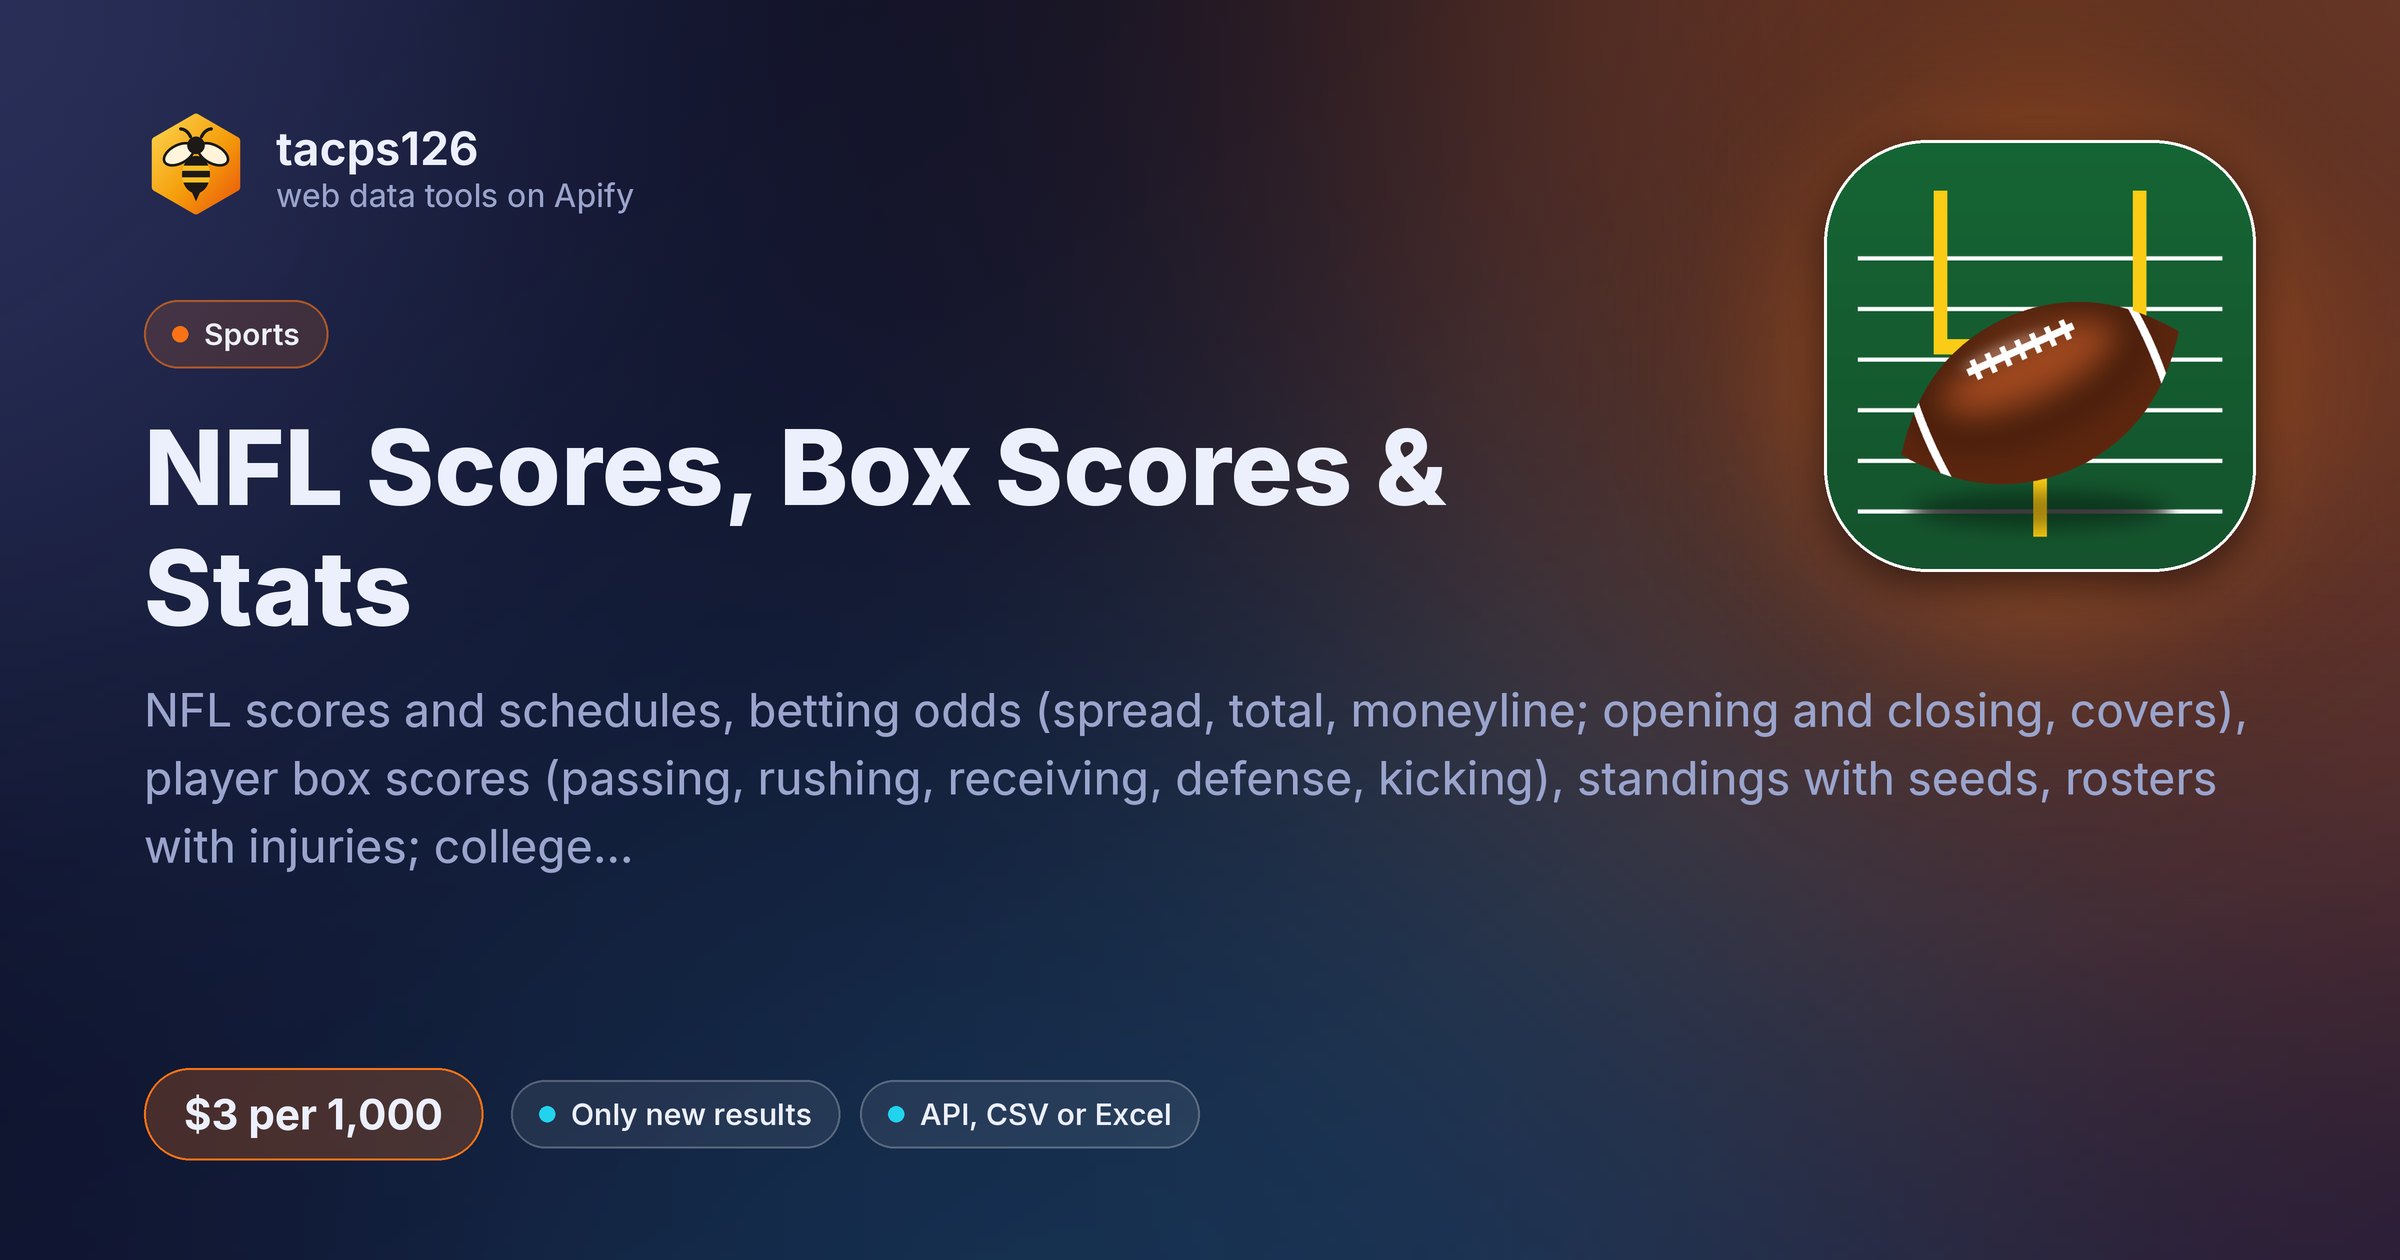 tacps126
web data tools on Apify
Sports
NFL Scores, Box Scores &
Stats
NFL scores and schedules, betting odds (spread, total, moneyline; opening and closing, covers),
player box scores (passing, rushing, receiving, defense, kicking), standings with seeds, rosters
with injuries; college...
$3 per 1,000
Only new results
API, CSV or Excel